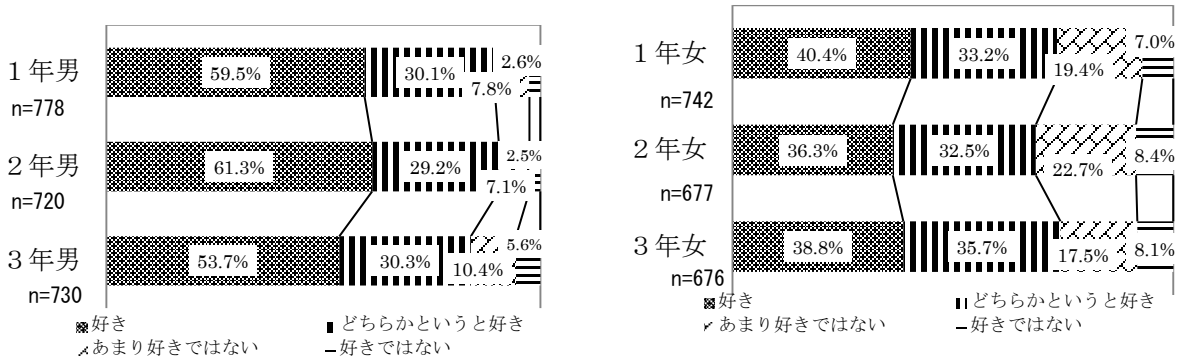 1年男
n=778
59.5%
30.1%
7.8%
2.6%
2年男
n=720
61.3%
29.2%
7.1%
2.5%
3年男
n=730
53.7%
30.3%
10.4%
5.6%
好き
どちらかというと好き
あまり好きではない
好きではない
1年女
n=742
40.4%
33.2%
19.4%
7.0%
2年女
n=677
36.3%
32.5%
22.7%
8.4%
3年女
n=676
38.8%
35.7%
17.5%
8.1%
好き
どちらかというと好き
あまり好きではない
好きではない